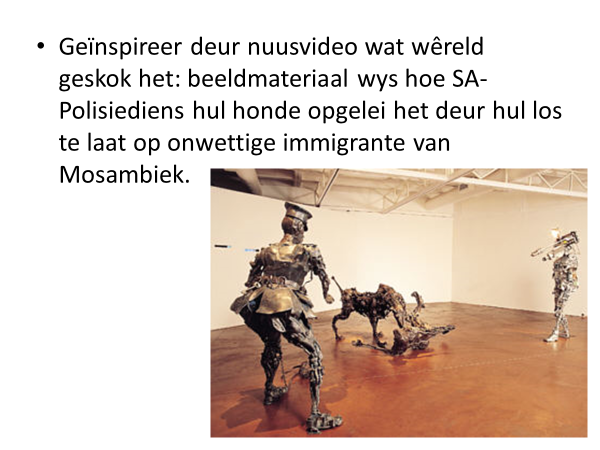 • Geïnspireer deur nuusvideo wat wêreld
geskok het: beeldmateriaal wys hoe SA-
Polisiediens hul honde opgelei het deur hul los
te laat op onwettige immigrante van
Mosambiek.